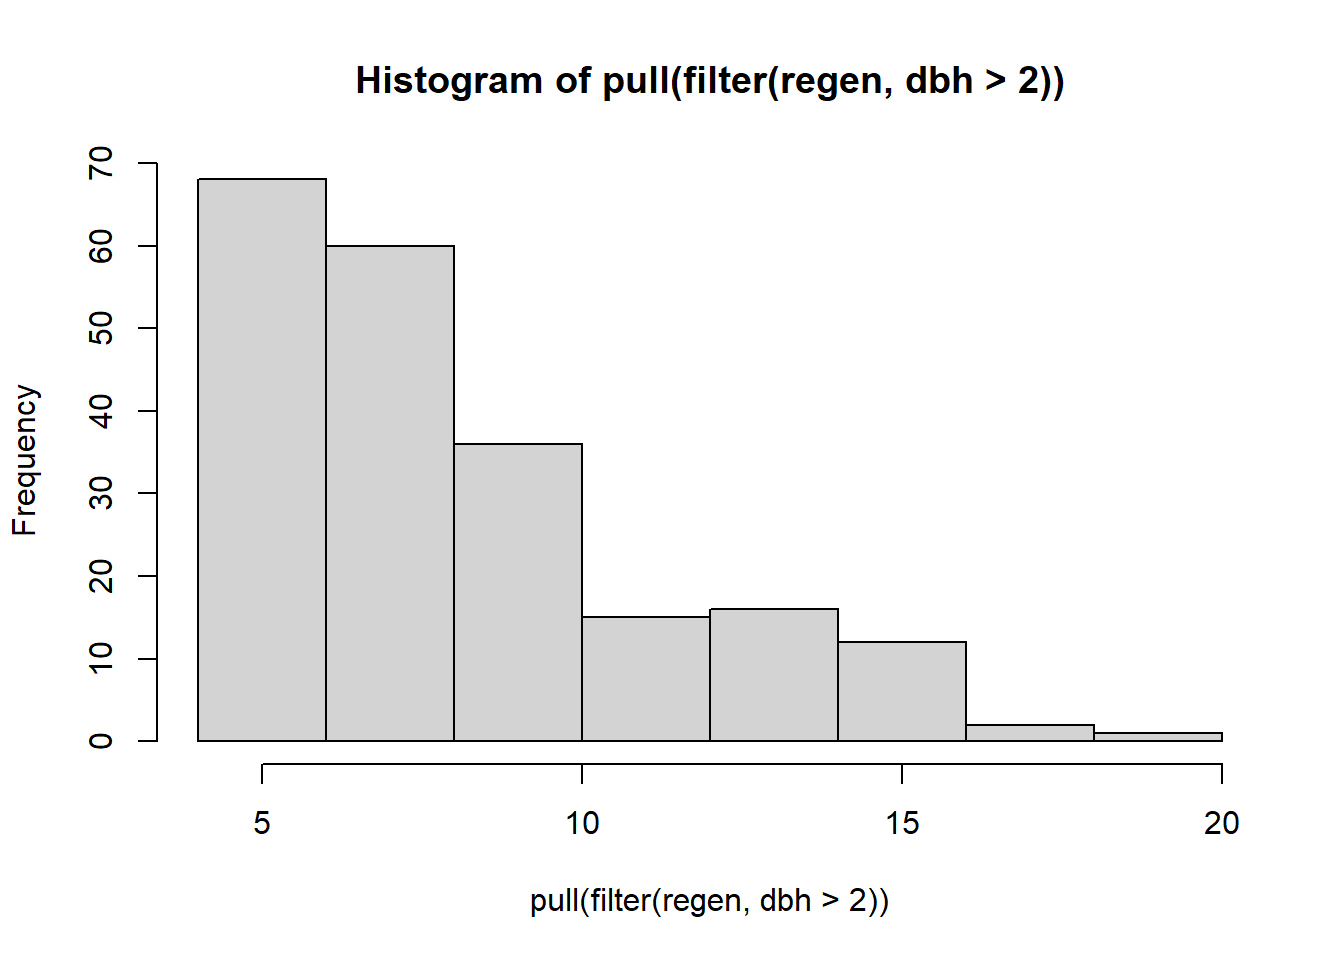 Histogram of pull(filter(regen, dbh > 2))
70
60
50
40
30
20
10
0
Frequency
5 10 15 20
pull(filter(regen, dbh > 2))